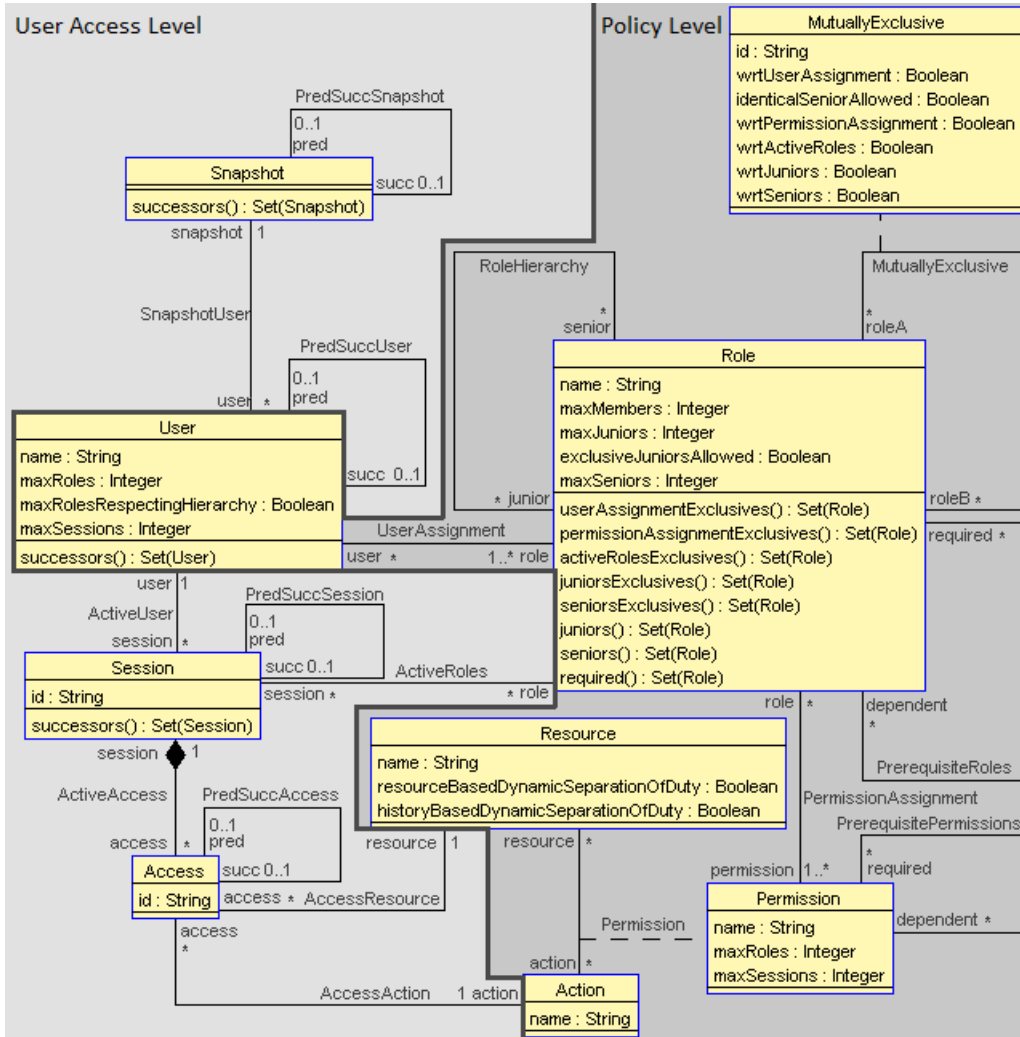 User Access Level
Policy Level
MutuallyExclusive
id : String
wrtUserAssignment : Boolean
identicalSeniorAllowed : Boolean
wrtPermissionAssignment : Boolean
wrtActiveRoles : Boolean
wrtJuniors : Boolean
wrtSeniors : Boolean
PredSuccSnapshot
0..1
pred
Snapshot
succ 0..1
successors() : Set(Snapshot)
snapshot 1
RoleHierarchy
MutuallyExclusive
SnapshotUser
*
senior
*
roleA
PredSuccUser
0..1
pred
user *
Role
name : String
maxMembers : Integer
maxJuniors : Integer
exclusiveJuniorsAllowed : Boolean
maxSeniors : Integer
User
name : String
maxRoles : Integer
maxRolesRespectingHierarchy : Boolean
maxSessions : Integer
successors() : Set(User)
succ 0..1
* junior
roleB *
UserAssignment
user *
1..* role
required *
userAssignmentExclusives() : Set(Role)
permissionAssignmentExclusives() : Set(Role)
activeRolesExclusives() : Set(Role)
juniorsExclusives() : Set(Role)
seniorsExclusives() : Set(Role)
juniors() : Set(Role)
seniors() : Set(Role)
required() : Set(Role)
user 1
PredSuccSession
ActiveUser
0..1
pred
session *
Session
succ 0..1
ActiveRoles
id : String
session *
* role
successors() : Set(Session)
role *
dependent
*
session 1
Resource
name : String
resourceBasedDynamicSeparationOfDuty : Boolean
historyBasedDynamicSeparationOfDuty : Boolean
PrerequisiteRoles
ActiveAccess
PredSuccAccess
PermissionAssignment
0..1
pred
PrerequisitePermissions
access *
resource 1
resource *
*
required
Access
succ 0..1
permission 1..*
id : String
access * AccessResource
Permission
name : String
maxRoles : Integer
maxSessions : Integer
dependent *
access
*
Permission
action *
AccessAction
1 action
Action
name : String